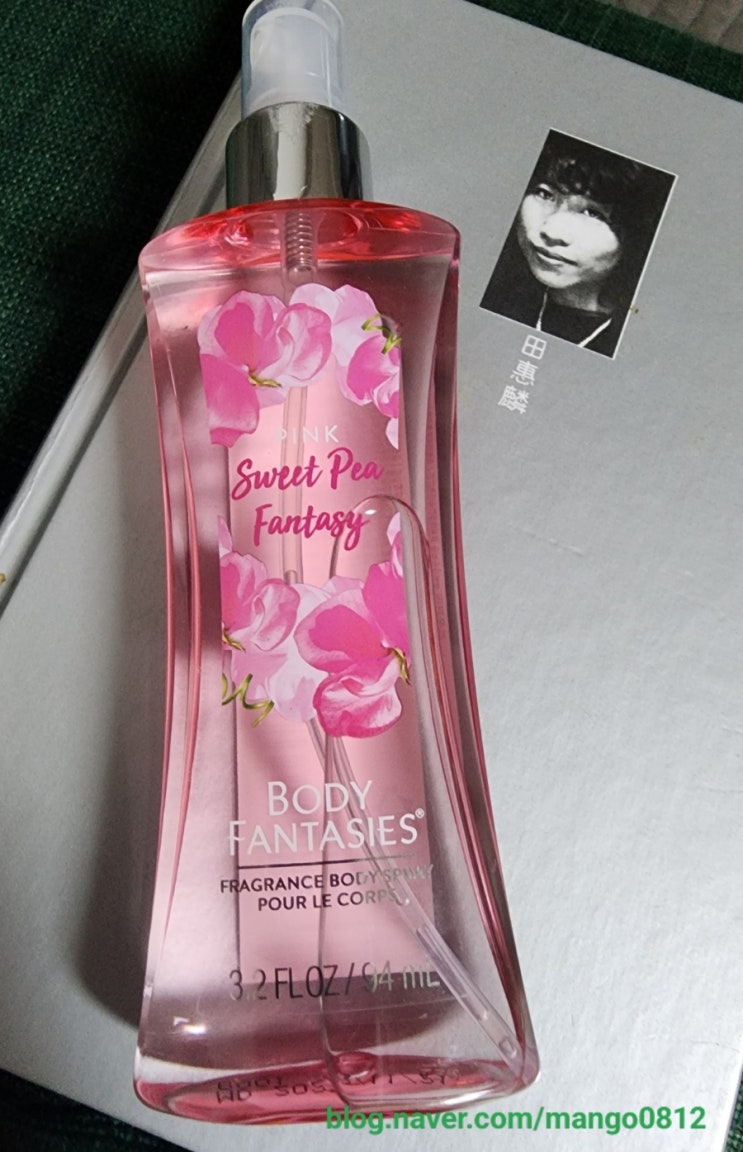 PINK
Sweet Pea
Fantasy
BODY
FANTASIES®
FRAGRANCE BODY SPRAY
POUR LE CORPS
3.2 FL OZ / 94 mL
田惠
blog.naver.com/mango0812